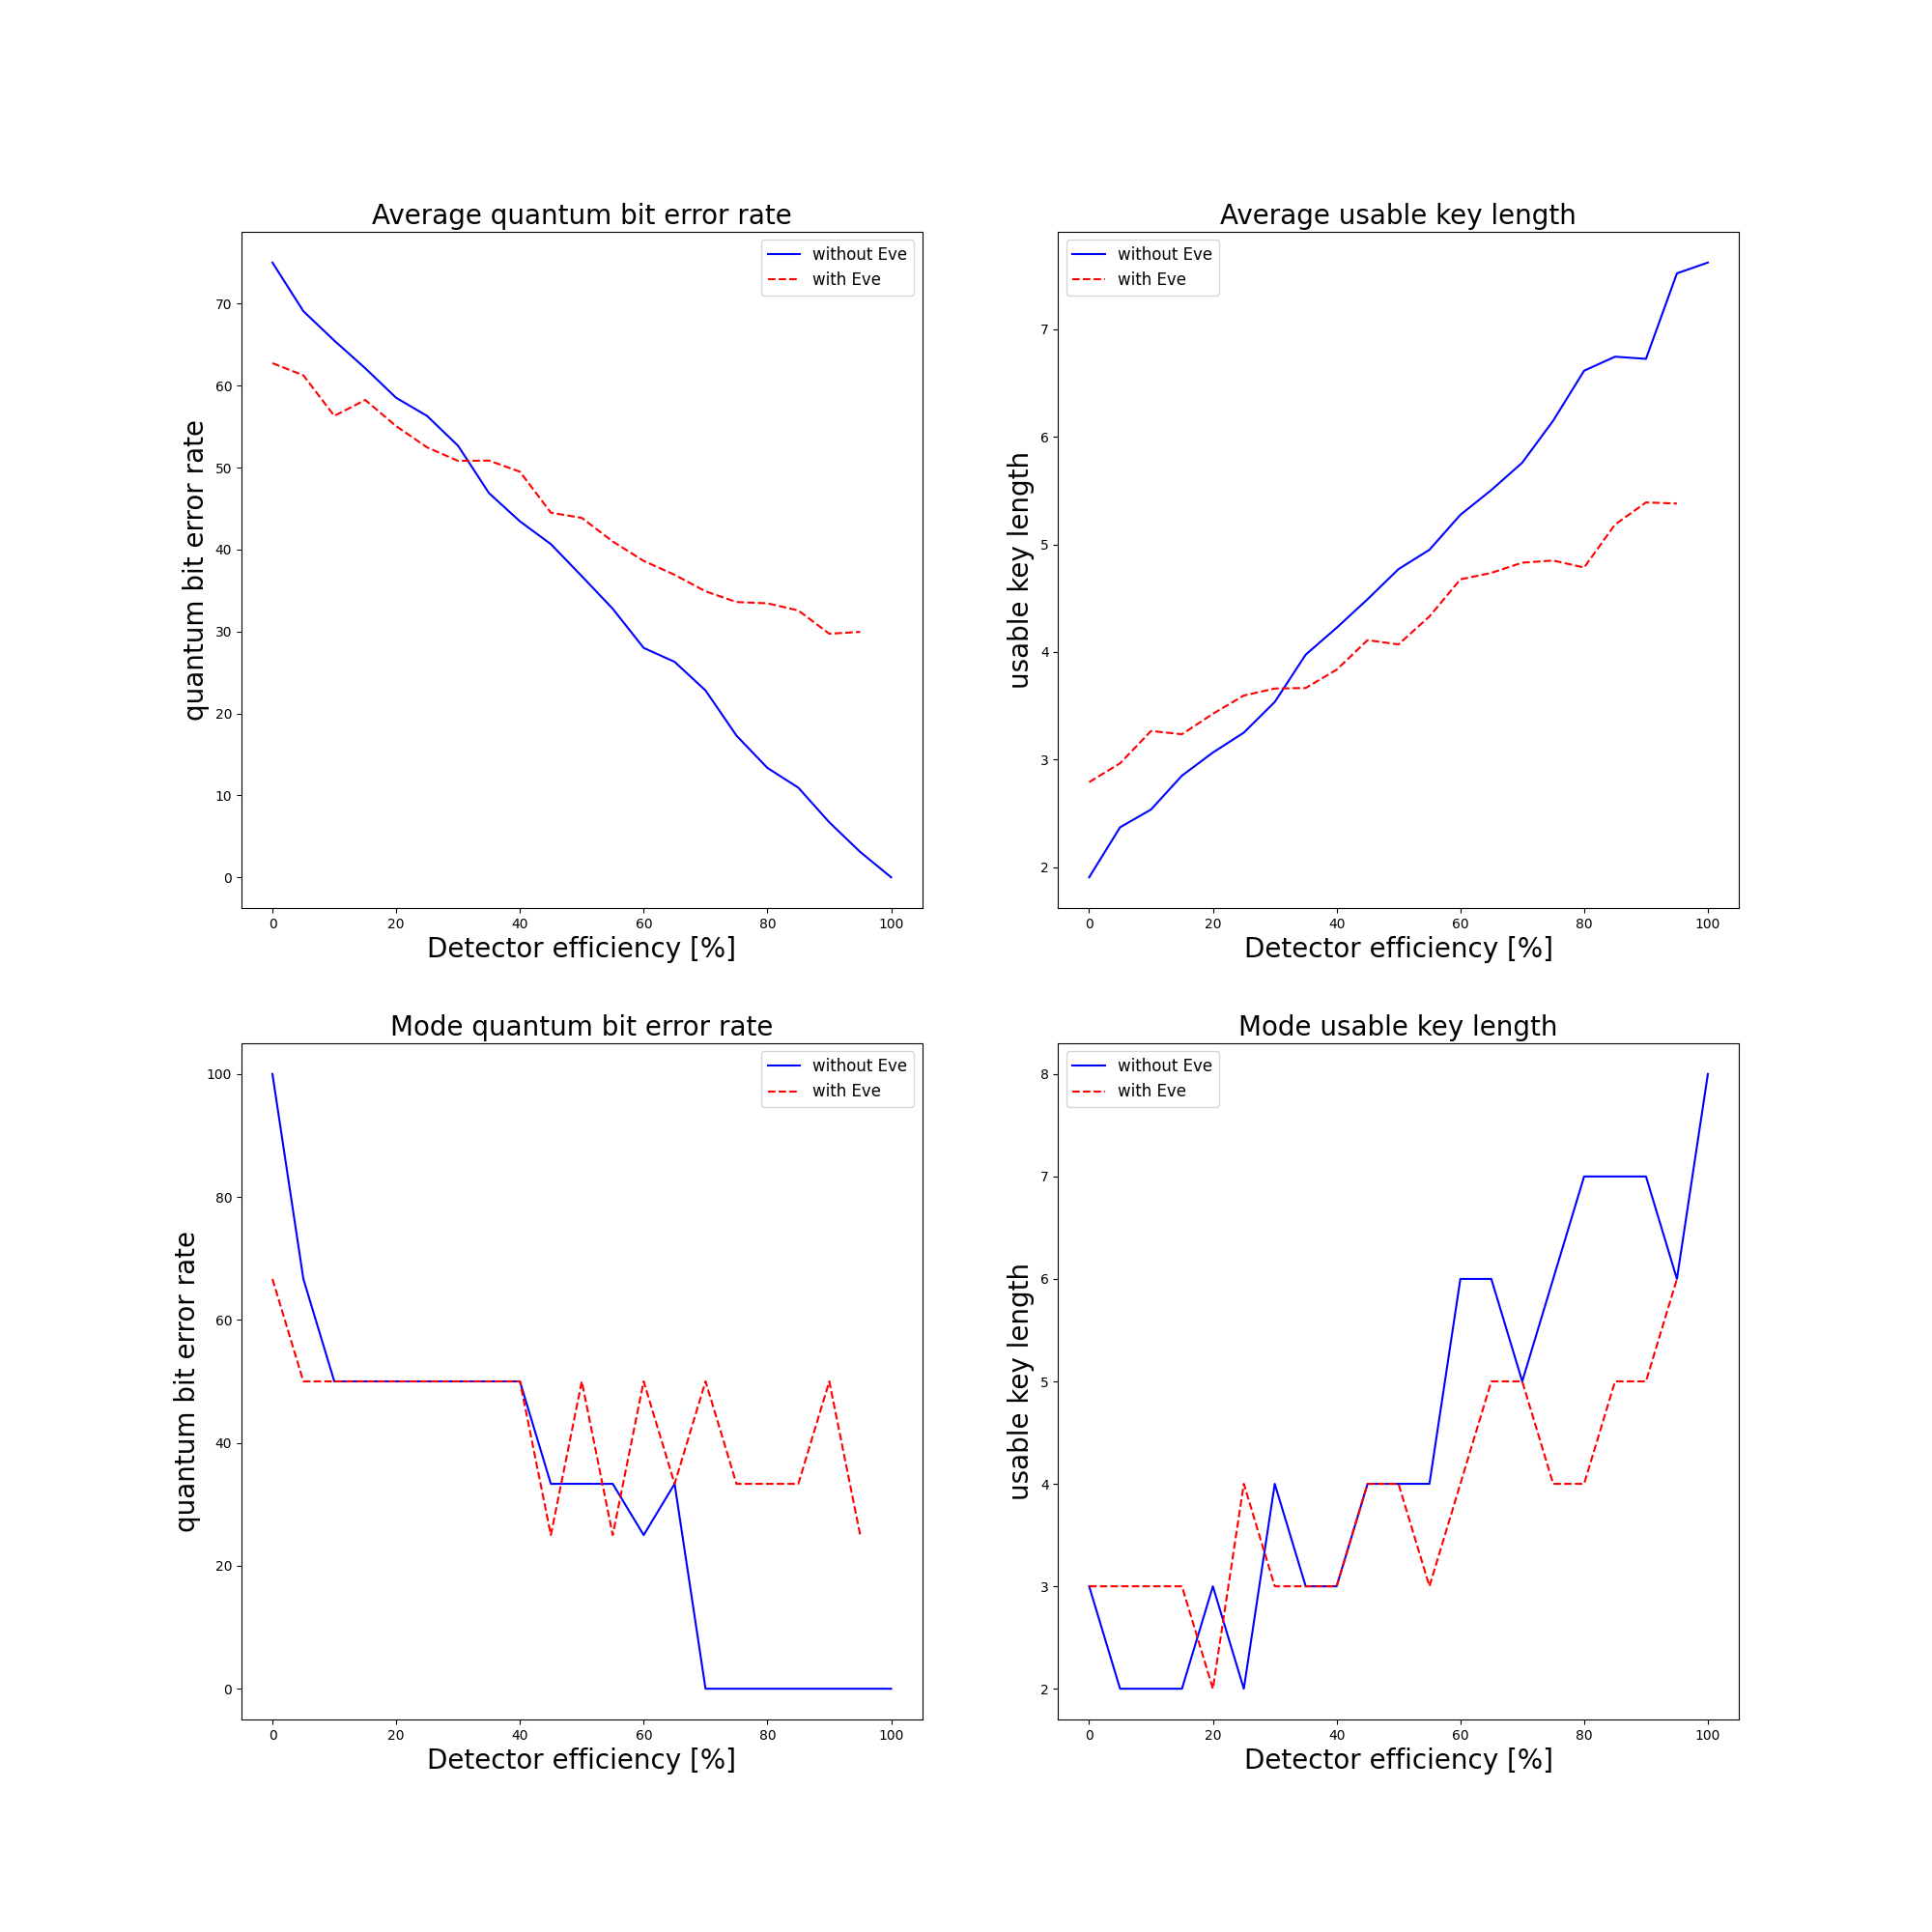 Average quantum bit error rate
without Eve
with Eve
70
60
50
40
30
20
10
0
quantum bit error rate
0 20 40 60 80 100
Detector efficiency [%]
Average usable key length
without Eve
with Eve
7
6
5
4
3
2
usable key length
0 20 40 60 80 100
Detector efficiency [%]
Mode quantum bit error rate
without Eve
with Eve
100
80
60
40
20
0
quantum bit error rate
0 20 40 60 80 100
Detector efficiency [%]
Mode usable key length
without Eve
with Eve
8
7
6
5
4
3
2
usable key length
0 20 40 60 80 100
Detector efficiency [%]